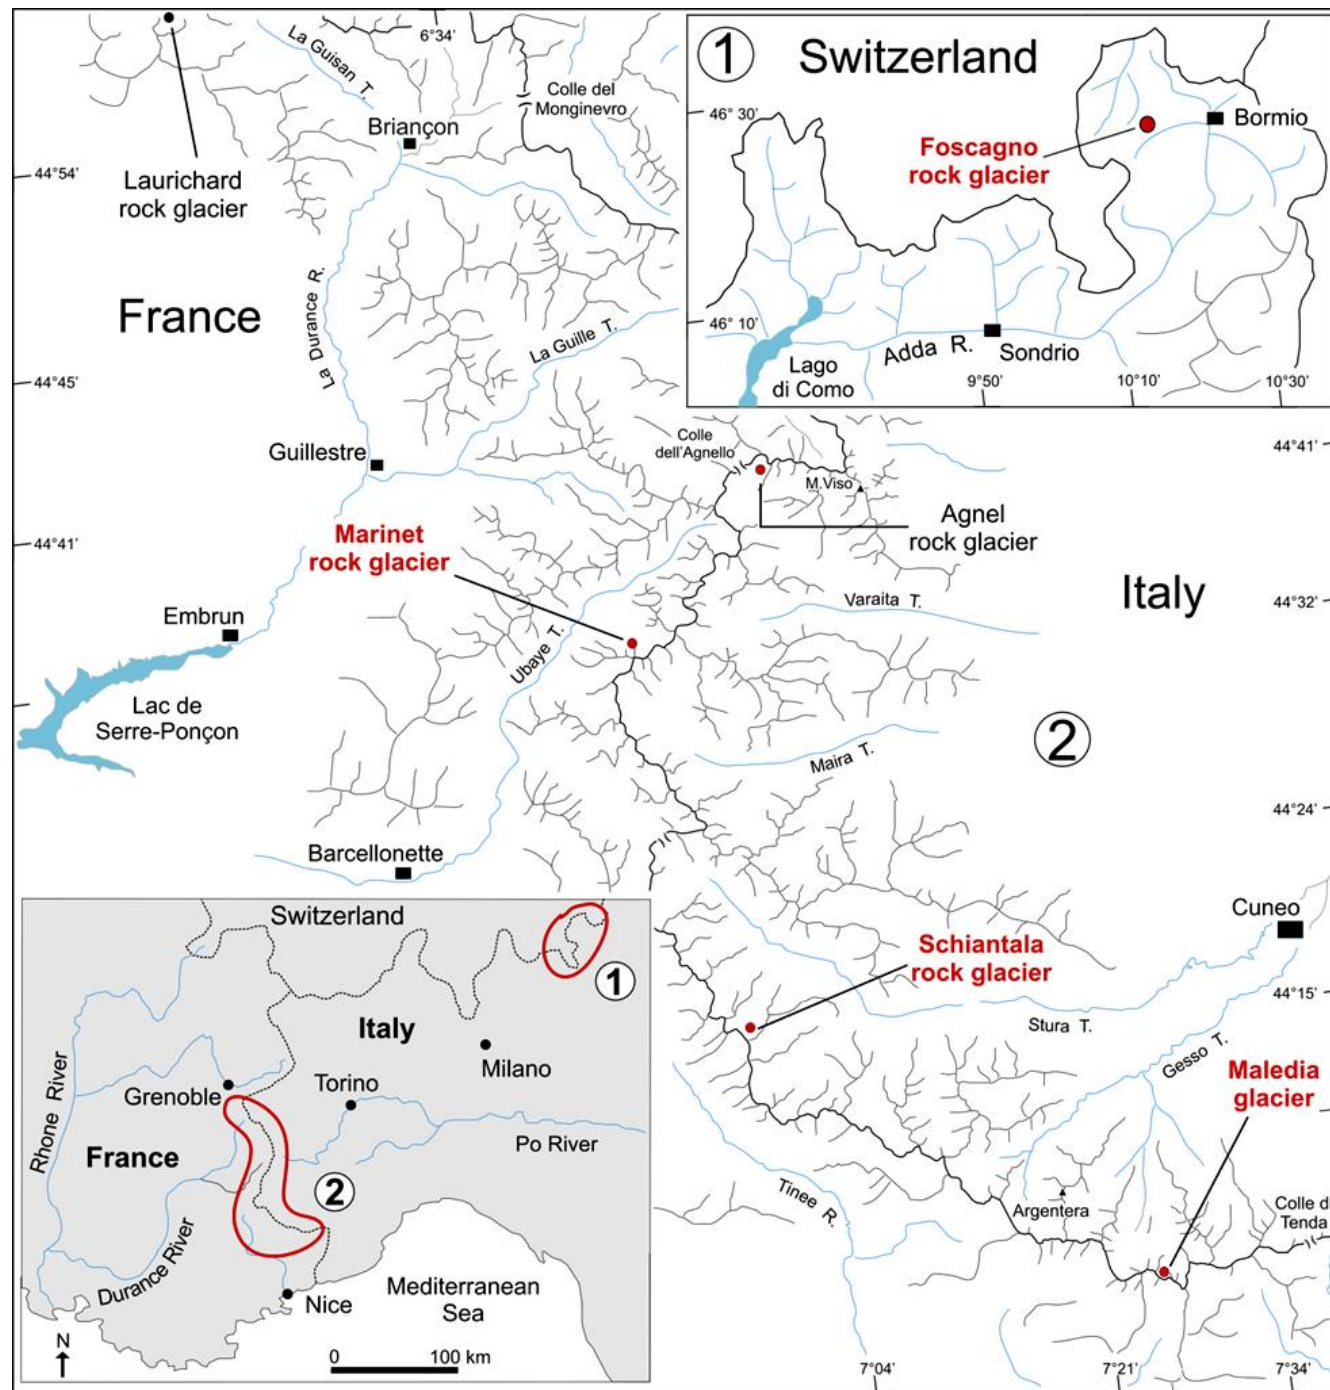 6°34'
La Guisan T.
Colle del
Monginevro
Briançon
44°54'
Laurichard
rock glacier
La Durance R.
France
La Guille T.
44°45'
Guillestre
1
Switzerland
46° 30'
Bormio
Foscagno
rock glacier
46° 10'
Adda R.
Sondrio
Lago
di Como
9°50'
10°10'
10°30'
Colle
dell'Agnello
44°41'
M.Viso
Agnel
rock glacier
Marinet
rock glacier
44°41'
Italy
Varaita T.
44°32'
Embrun
Ubaye T.
Lac de
Serre-Ponçon
2
Maira T.
44°24'
Barcellonette
Cuneo
Schiantala
rock glacier
44°15'
Stura T.
Gesso T.
Maledia
glacier
Tinee R.
Argentera
Colle di
Tenda
7°04'
7°21'
7°34'
Switzerland
1
Italy
Milano
Torino
Grenoble
Rhone River
Po River
France
2
Durance River
Mediterranean
Sea
Nice
N
0
100 km